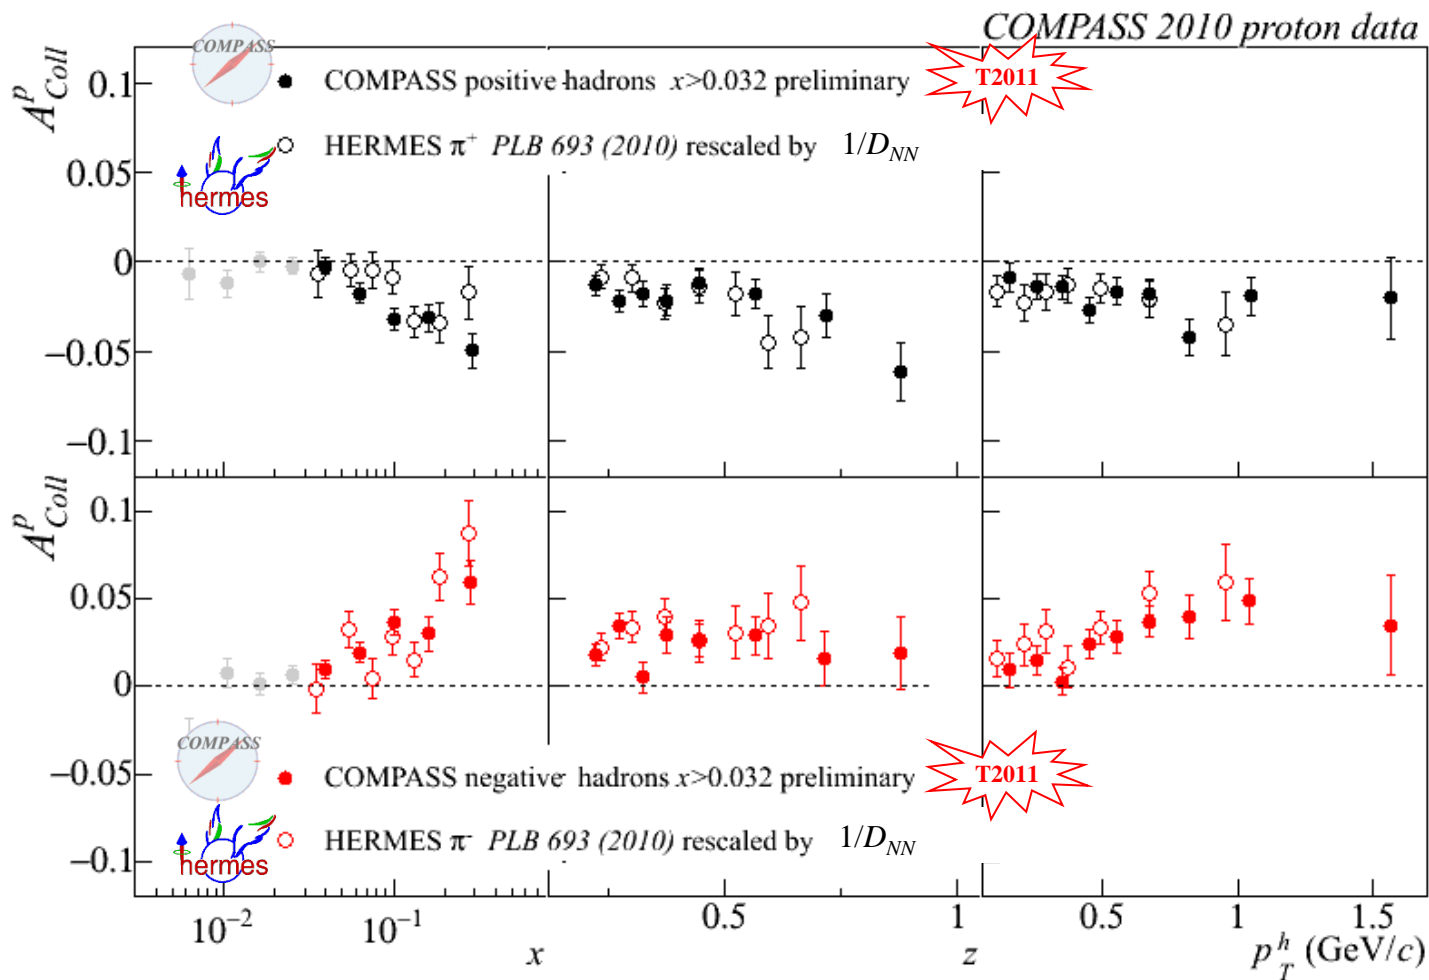 COMPASS 2010 proton data
COMPASS
COMPASS positive hadrons x>0.032 preliminary
T2011
HERMES π⁺ PLB 693 (2010) rescaled by 1/D_NN
hermes
A^p_Coll
0.1
0.05
0
−0.05
−0.1
A^p_Coll
0.1
0.05
0
−0.05
−0.1
COMPASS
COMPASS negative hadrons x>0.032 preliminary
T2011
HERMES π⁻ PLB 693 (2010) rescaled by 1/D_NN
hermes
10⁻² 10⁻¹ 0.5 1 0.5 1 1.5
x z p_T^h (GeV/c)